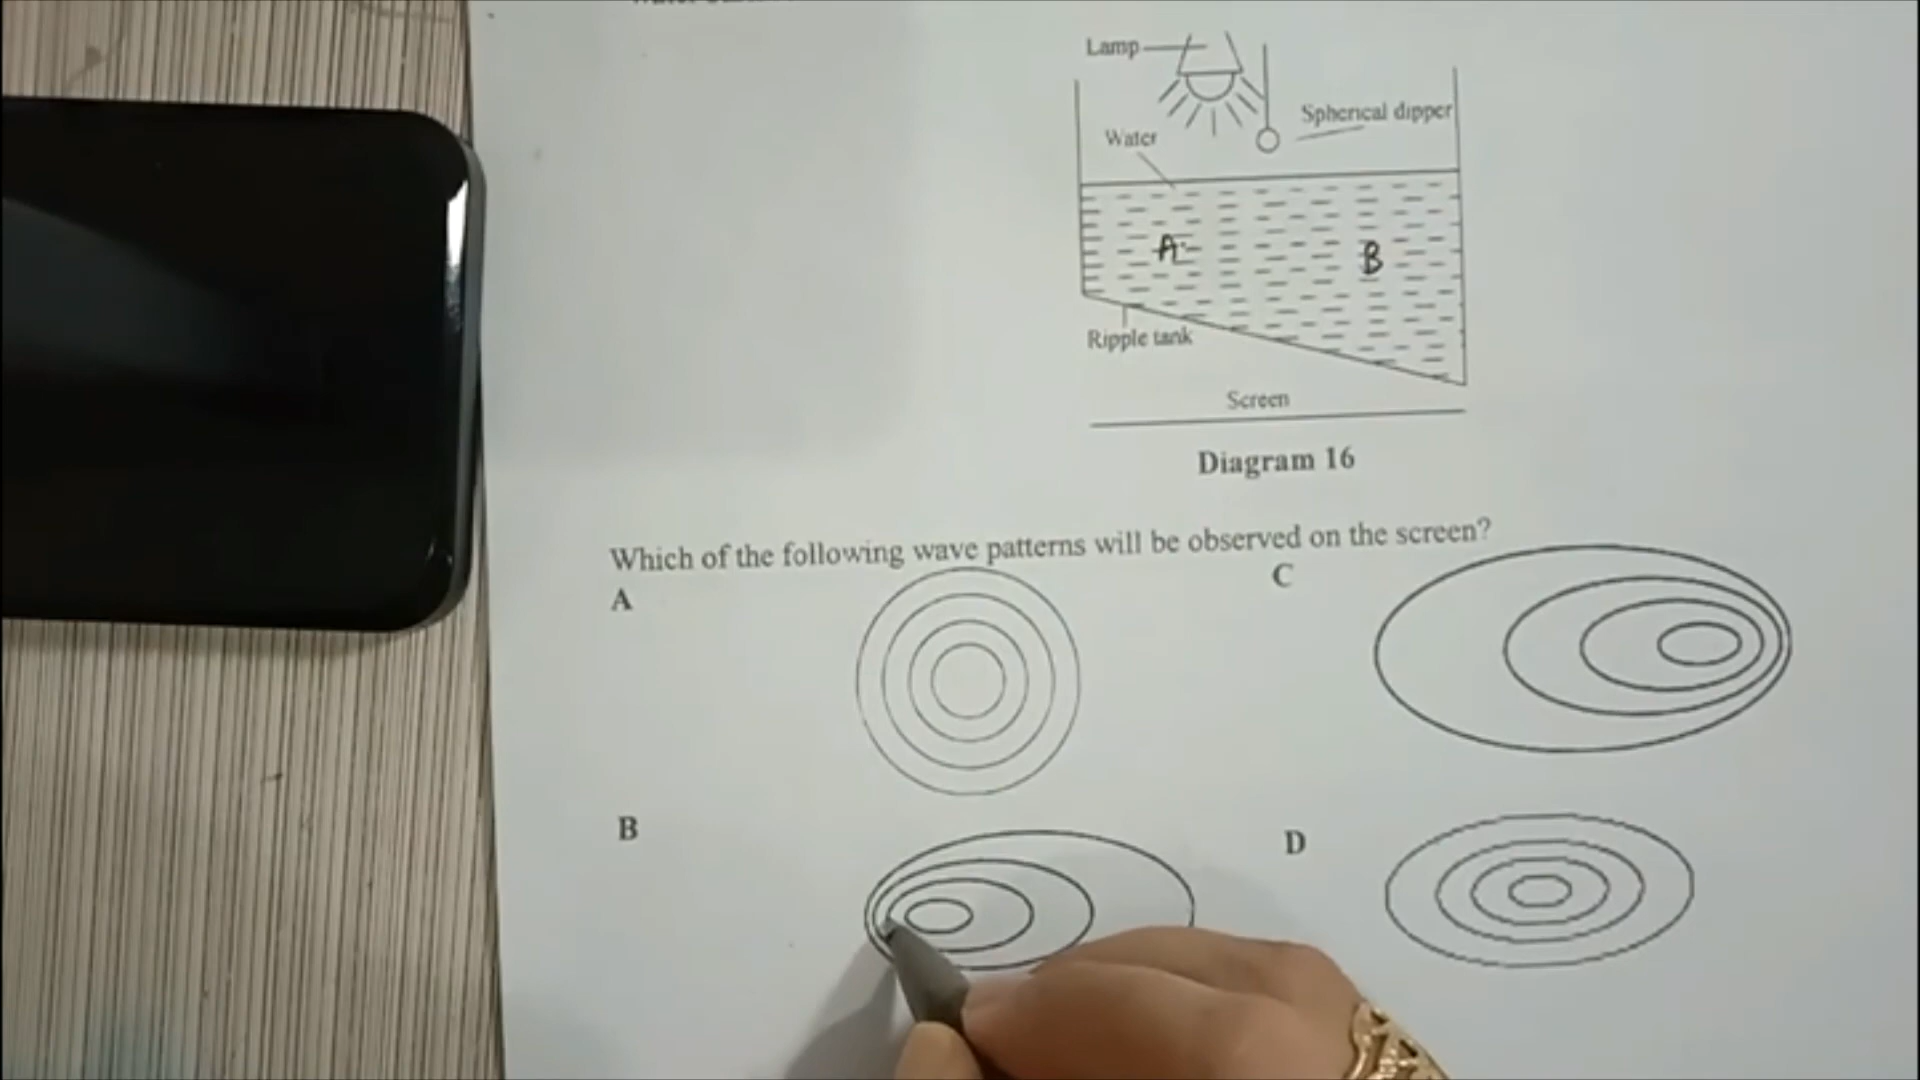 Lamp
Spherical dipper
Water
A
B
Ripple tank
Screen
Diagram 16
Which of the following wave patterns will be observed on the screen?
A
C
B
D